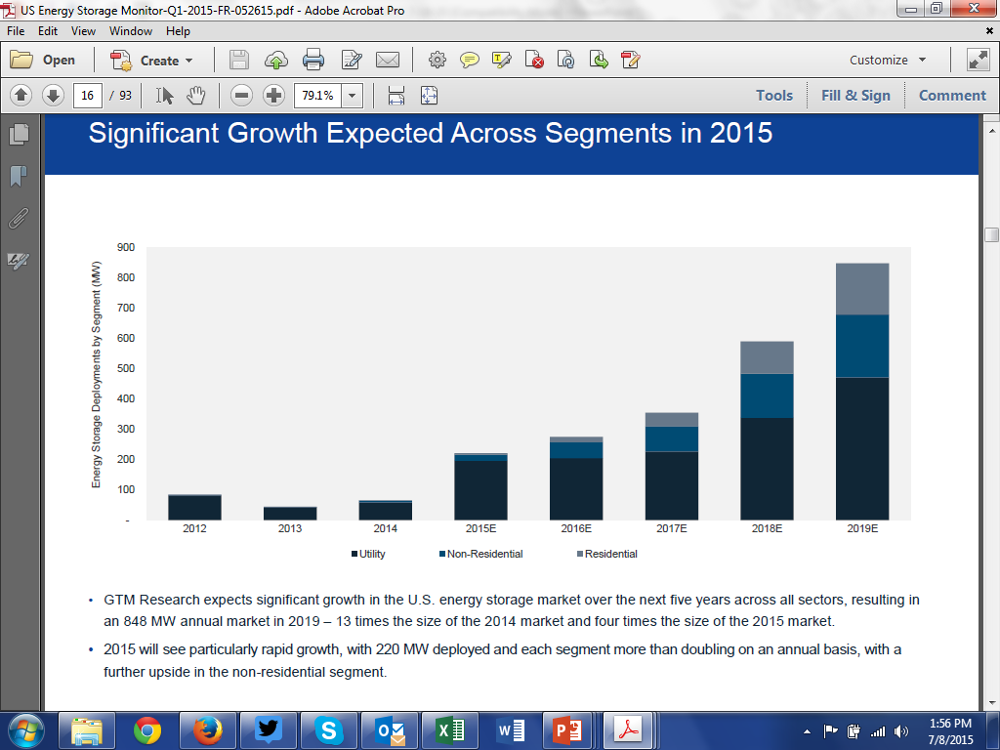 US Energy Storage Monitor-Q1-2015-FR-052615.pdf - Adobe Acrobat Pro
File Edit View Window Help
Open Create Customize
16 / 93 79.1% Tools Fill & Sign Comment
Significant Growth Expected Across Segments in 2015
Energy Storage Deployments by Segment (MW)
900
800
700
600
500
400
300
200
100
-
2012 2013 2014 2015E 2016E 2017E 2018E 2019E
Utility Non-Residential Residential
• GTM Research expects significant growth in the U.S. energy storage market over the next five years across all sectors, resulting in
an 848 MW annual market in 2019 – 13 times the size of the 2014 market and four times the size of the 2015 market.
• 2015 will see particularly rapid growth, with 220 MW deployed and each segment more than doubling on an annual basis, with a
further upside in the non-residential segment.
1:56 PM
7/8/2015